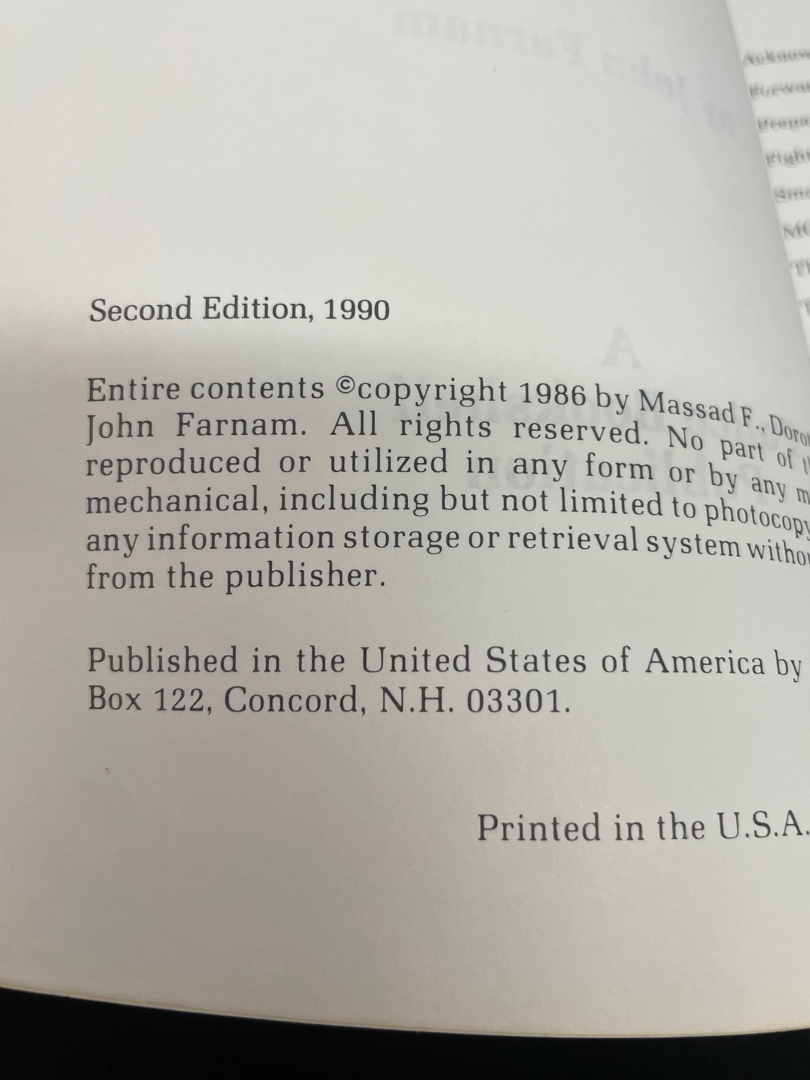 Second Edition, 1990
Entire contents ©copyright 1986 by Massad F.,
John Farnam. All rights reserved. No part of
reproduced or utilized in any form or by any
mechanical, including but not limited to photocopy
any information storage or retrieval system
from the publisher.
Published in the United States of America by
Box 122, Concord, N.H. 03301.
Printed in the U.S.A.